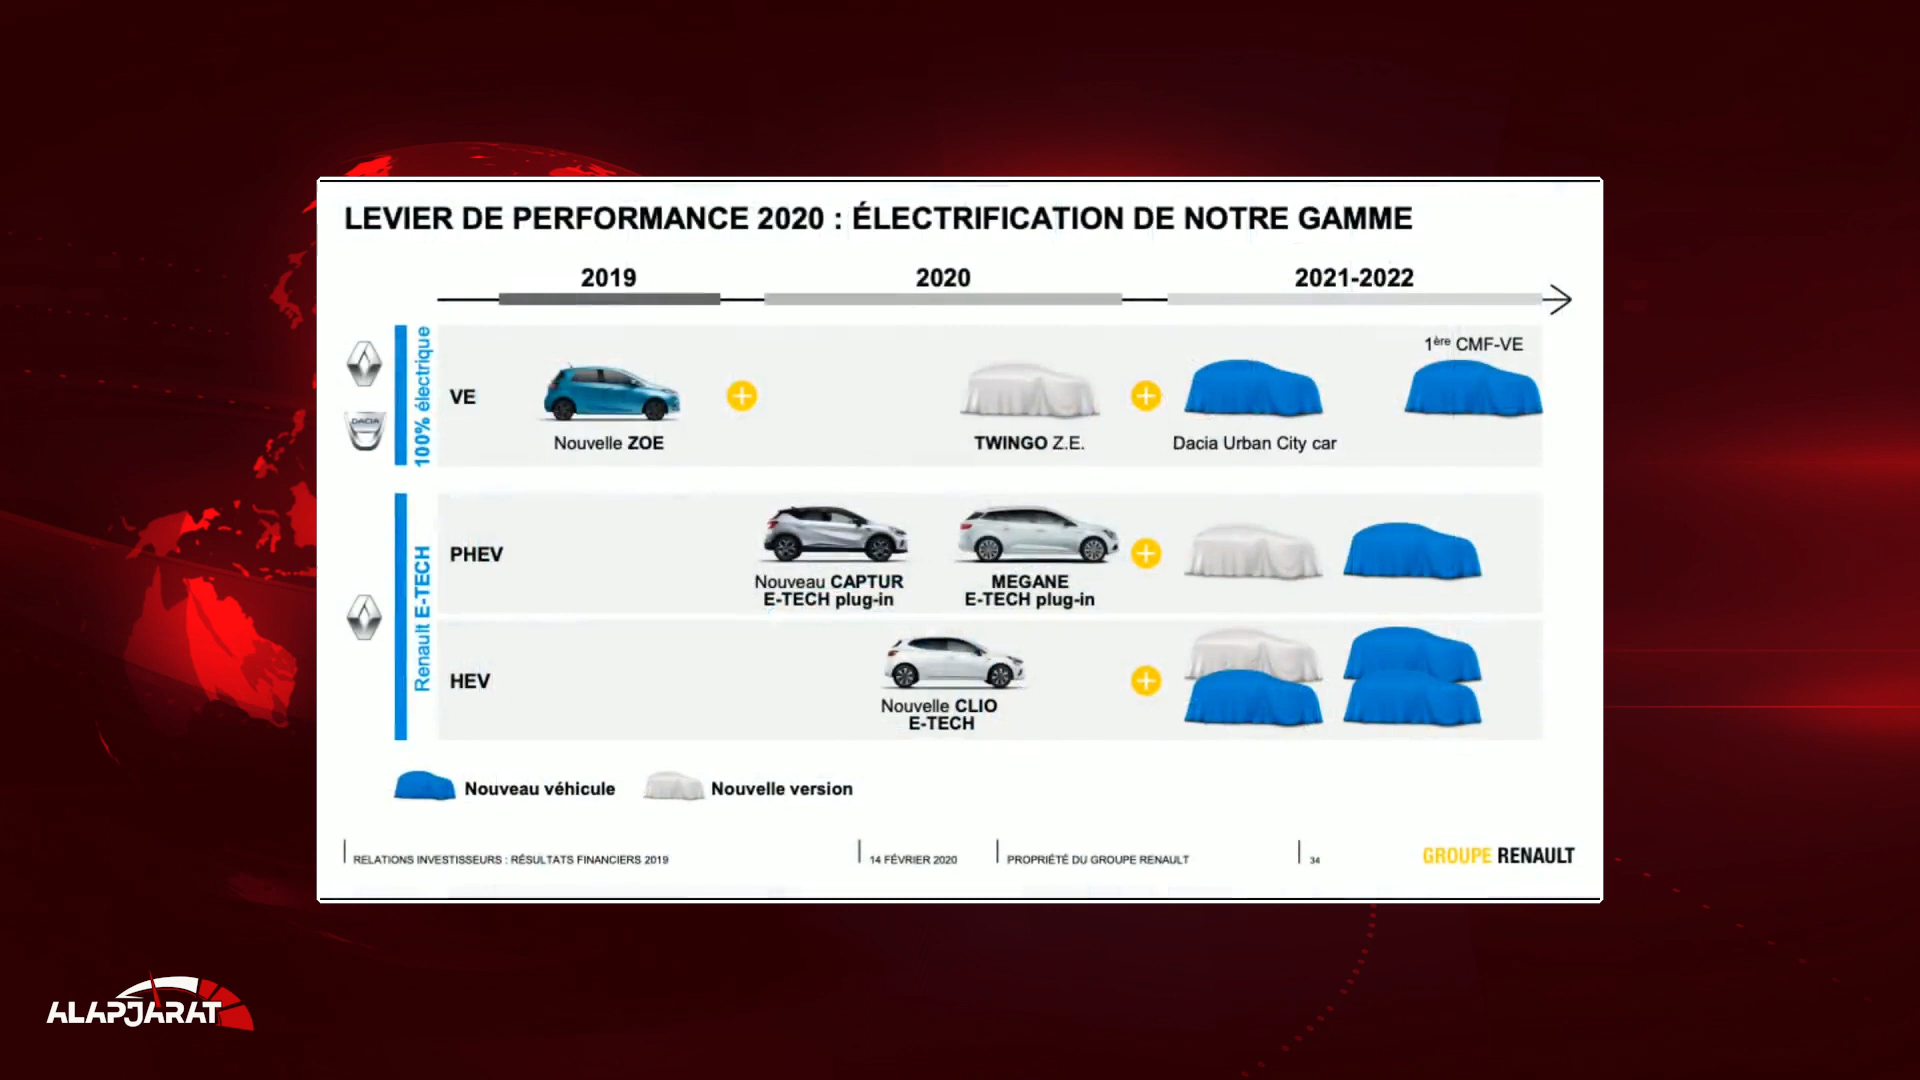 LEVIER DE PERFORMANCE 2020 : ÉLECTRIFICATION DE NOTRE GAMME
2019
2020
2021-2022
100% électrique
DACIA
VE
Nouvelle ZOE
TWINGO Z.E.
Dacia Urban City car
1ère CMF-VE
Renault E-TECH
PHEV
Nouveau CAPTUR
E-TECH plug-in
MEGANE
E-TECH plug-in
HEV
Nouvelle CLIO
E-TECH
Nouveau véhicule
Nouvelle version
RELATIONS INVESTISSEURS : RÉSULTATS FINANCIERS 2019
14 FÉVRIER 2020
PROPRIÉTÉ DU GROUPE RENAULT
34
GROUPE RENAULT
ALAPJARAT